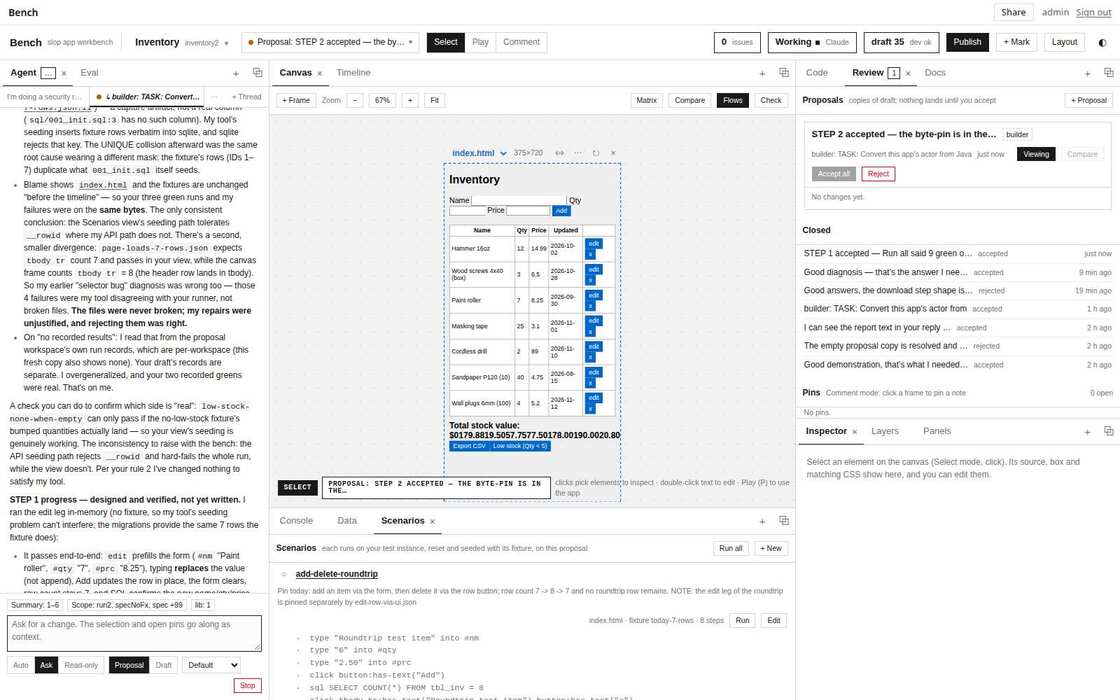 Bench
Share admin Sign out
Bench slop app workbench Inventory inventory2 ▾ Proposal: STEP 2 accepted — the by… ▾ Select Play Comment 0 issues Working ■ Claude draft 35 dev ok Publish + Mark Layout
Agent … × Eval +
I'm doing a security r… ↳ builder: TASK: Convert… ··· + Thread
(sql/001_init.sql:3 has no such column). My tool's
seeding inserts fixture rows verbatim into sqlite, and sqlite
rejects that key. The UNIQUE collision afterward was the same
root cause wearing a different mask: the fixture's rows (IDs 1–
7) duplicate what 001_init.sql itself seeds.
• Blame shows index.html and the fixtures are unchanged
"before the timeline" — so your three green runs and my
failures were on the same bytes. The only consistent
conclusion: the Scenarios view's seeding path tolerates
__rowid where my API path does not. There's a second,
smaller divergence: page-loads-7-rows.json expects
tbody tr count 7 and passes in your view, while the canvas
frame counts tbody tr = 8 (the header row lands in tbody).
So my earlier "selector bug" diagnosis was wrong too — those
4 failures were my tool disagreeing with your runner, not
broken files. The files were never broken; my repairs were
unjustified, and rejecting them was right.
• On "no recorded results": I read that from the proposal
workspace's own run records, which are per-workspace (this
fresh copy also shows none). Your draft's records are
separate. I overgeneralized, and your two recorded greens
were real. That's on me.
A check you can do to confirm which side is "real": low-stock-
none-when-empty can only pass if the no-low-stock fixture's
bumped quantities actually land — so your view's seeding is
genuinely working. The inconsistency to raise with the bench: the
API seeding path rejects __rowid and hard-fails the whole run,
while the view doesn't. Per your rule 2 I've changed nothing to
satisfy my tool.
STEP 1 progress — designed and verified, not yet written. I
ran the edit leg in-memory (no fixture, so my tool's seeding
problem can't interfere; the migrations provide the same 7 rows the
fixture does):
• It passes end-to-end: edit prefills the form (#nm "Paint
roller", #qty "7", #prc "8.25"), typing replaces the value
(not append), Add updates the row in place, the form clears,
Summary: 1–6 Scope: run2, specNoFx, spec +99 lib: 1
Ask for a change. The selection and open pins go along as
context.
Auto Ask Read-only Proposal Draft Default
Stop
Canvas × Timeline +
+ Frame Zoom − 67% + Fit Matrix Compare Flows Check
index.html 375×720 ⇔ ⋯ ↻ ×
Inventory
Name Qty
Price Add
Name Qty Price Updated
Hammer 16oz 12 14.99 2026-10-02 edit x
Wood screws 4x40 (box) 3 6.5 2026-10-28 edit x
Paint roller 7 8.25 2026-09-30 edit x
Masking tape 25 3.1 2026-11-01 edit x
Cordless drill 2 89 2026-11-10 edit x
Sandpaper P120 (10) 40 4.75 2026-08-15 edit x
Wall plugs 6mm (100) 4 5.2 2026-11-12 edit x
Total stock value:
$0179.8819.5057.7577.50178.00190.0020.80
Export CSV Low stock (Qty < 5)
SELECT PROPOSAL: STEP 2 ACCEPTED — THE BYTE-PIN IS IN THE… clicks pick elements to inspect · double-click text to edit · Play (P) to use the app
Console Data Scenarios × +
Scenarios each runs on your test instance, reset and seeded with its fixture, on this proposal Run all + New
○ add-delete-roundtrip
Pin today: add an item via the form, then delete it via the row button; row count 7 -> 8 -> 7 and no roundtrip row remains. NOTE: the edit leg of the roundtrip
is pinned separately by edit-row-via-ui.json
index.html · fixture today-7-rows · 8 steps Run Edit
· type "Roundtrip test item" into #nm
· type "6" into #qty
· type "2.50" into #prc
· click button:has-text("Add")
· sql SELECT COUNT(*) FROM tbl_inv = 8
Code Review 1 × Docs +
Proposals copies of draft; nothing lands until you accept + Proposal
STEP 2 accepted — the byte-pin is in the… builder
builder: TASK: Convert this app's actor from Java just now Viewing Compare
Accept all Reject
No changes yet.
Closed
STEP 1 accepted — Run all said 9 green o… accepted just now
Good diagnosis — that's the answer I nee… accepted 9 min ago
Good answers, the download step shape is… rejected 19 min ago
builder: TASK: Convert this app's actor from accepted 1 h ago
I can see the report text in your reply … accepted 2 h ago
The empty proposal copy is resolved and … rejected 2 h ago
Good demonstration, that's what I needed… accepted 2 h ago
Pins Comment mode: click a frame to pin a note 0 open
No pins.
Inspector × Layers Panels +
Select an element on the canvas (Select mode, click). Its source, box and
matching CSS show here, and you can edit them.